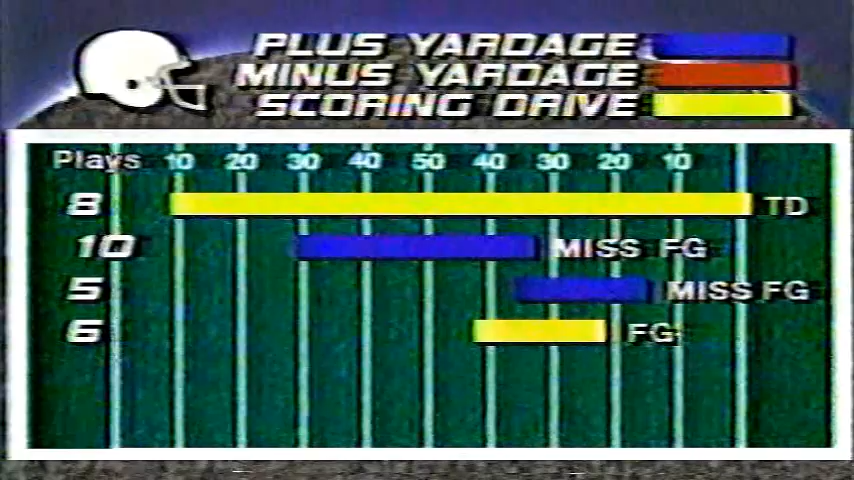 PLUS YARDAGE
MINUS YARDAGE
SCORING DRIVE
Plays 10 20 30 40 50 40 30 20 10
8 TD
10 MISS FG
5 MISS FG
6 FG